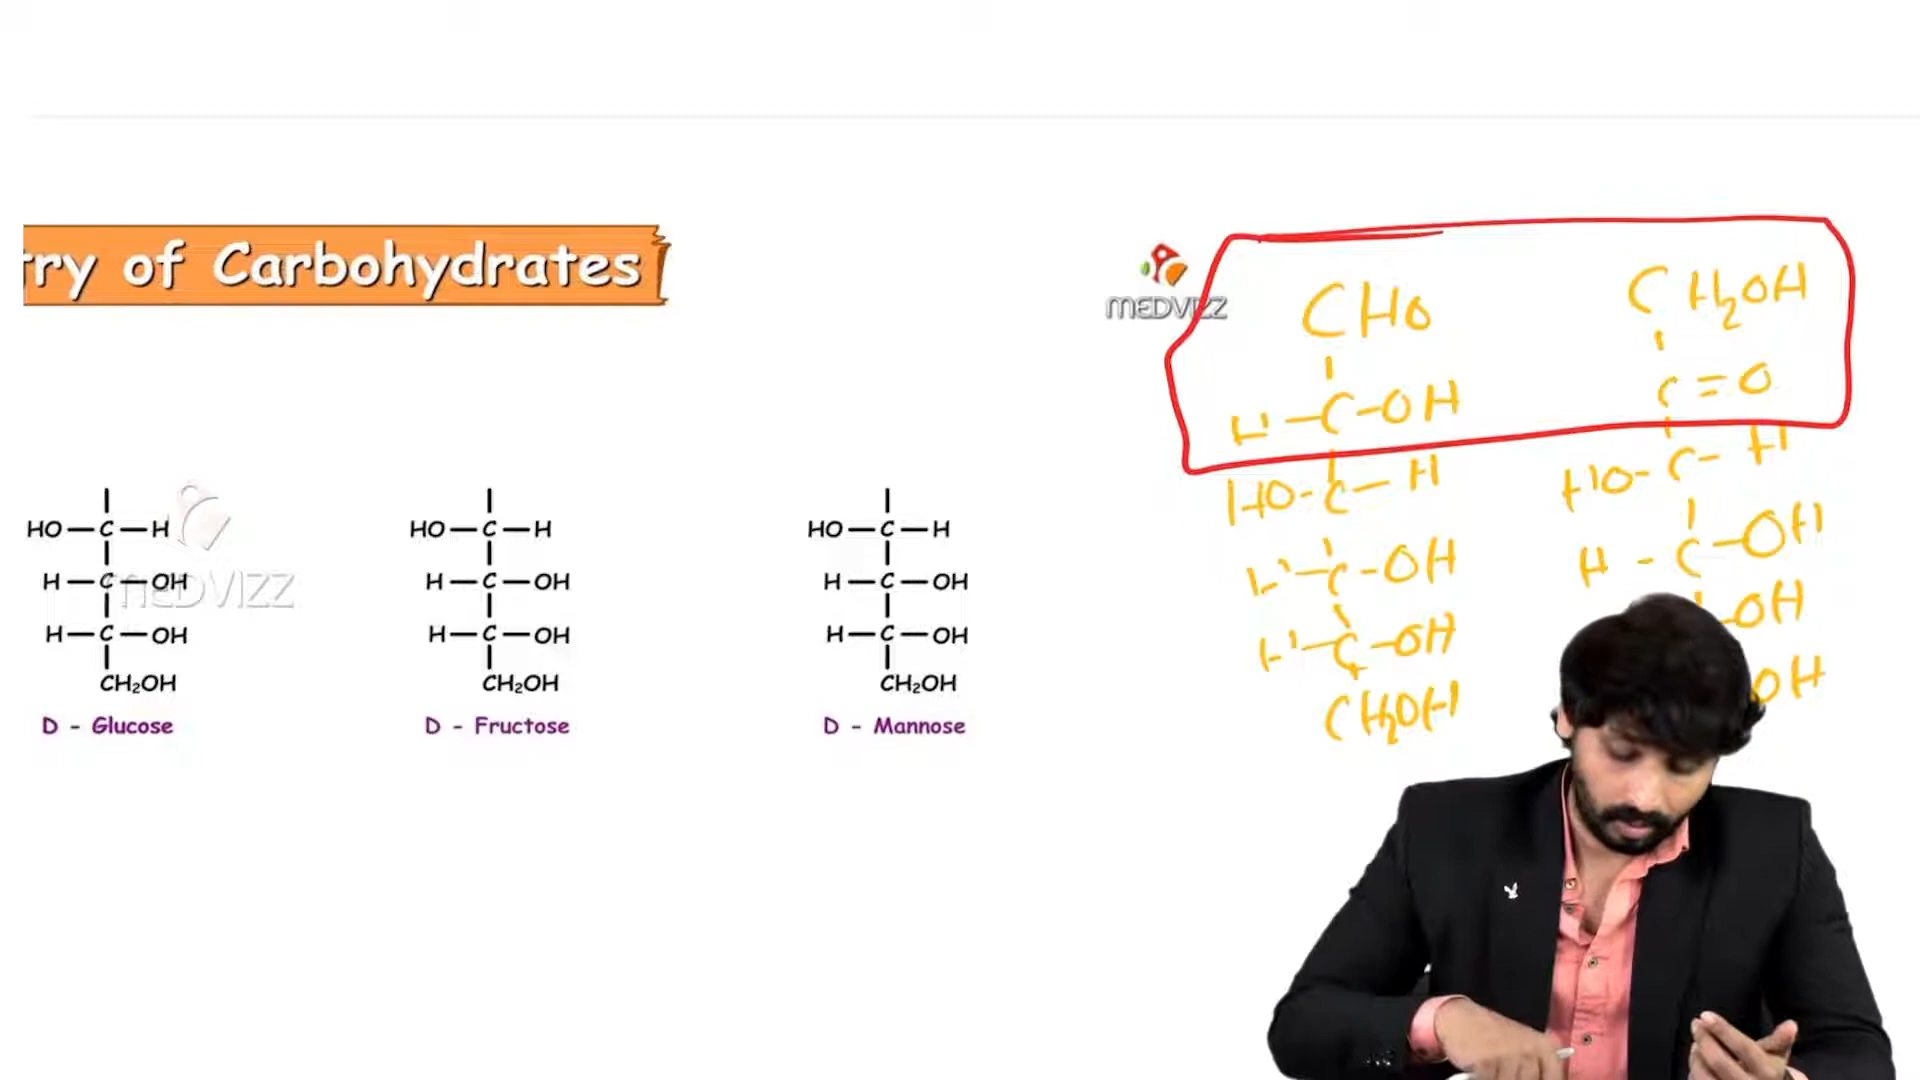 try of Carbohydrates
MEDVIZZ
HO—C—H
H—C—OH
H—C—OH
CH₂OH
D - Glucose
MEDVIZZ
HO—C—H
H—C—OH
H—C—OH
CH₂OH
D - Fructose
HO—C—H
H—C—OH
H—C—OH
CH₂OH
D - Mannose
CHO
H—C—OH
HO-C—H
H—C-OH
H—C—OH
CH₂OH
CH₂OH
C=O
HO-C-H
H-C-OH
-OH
OH